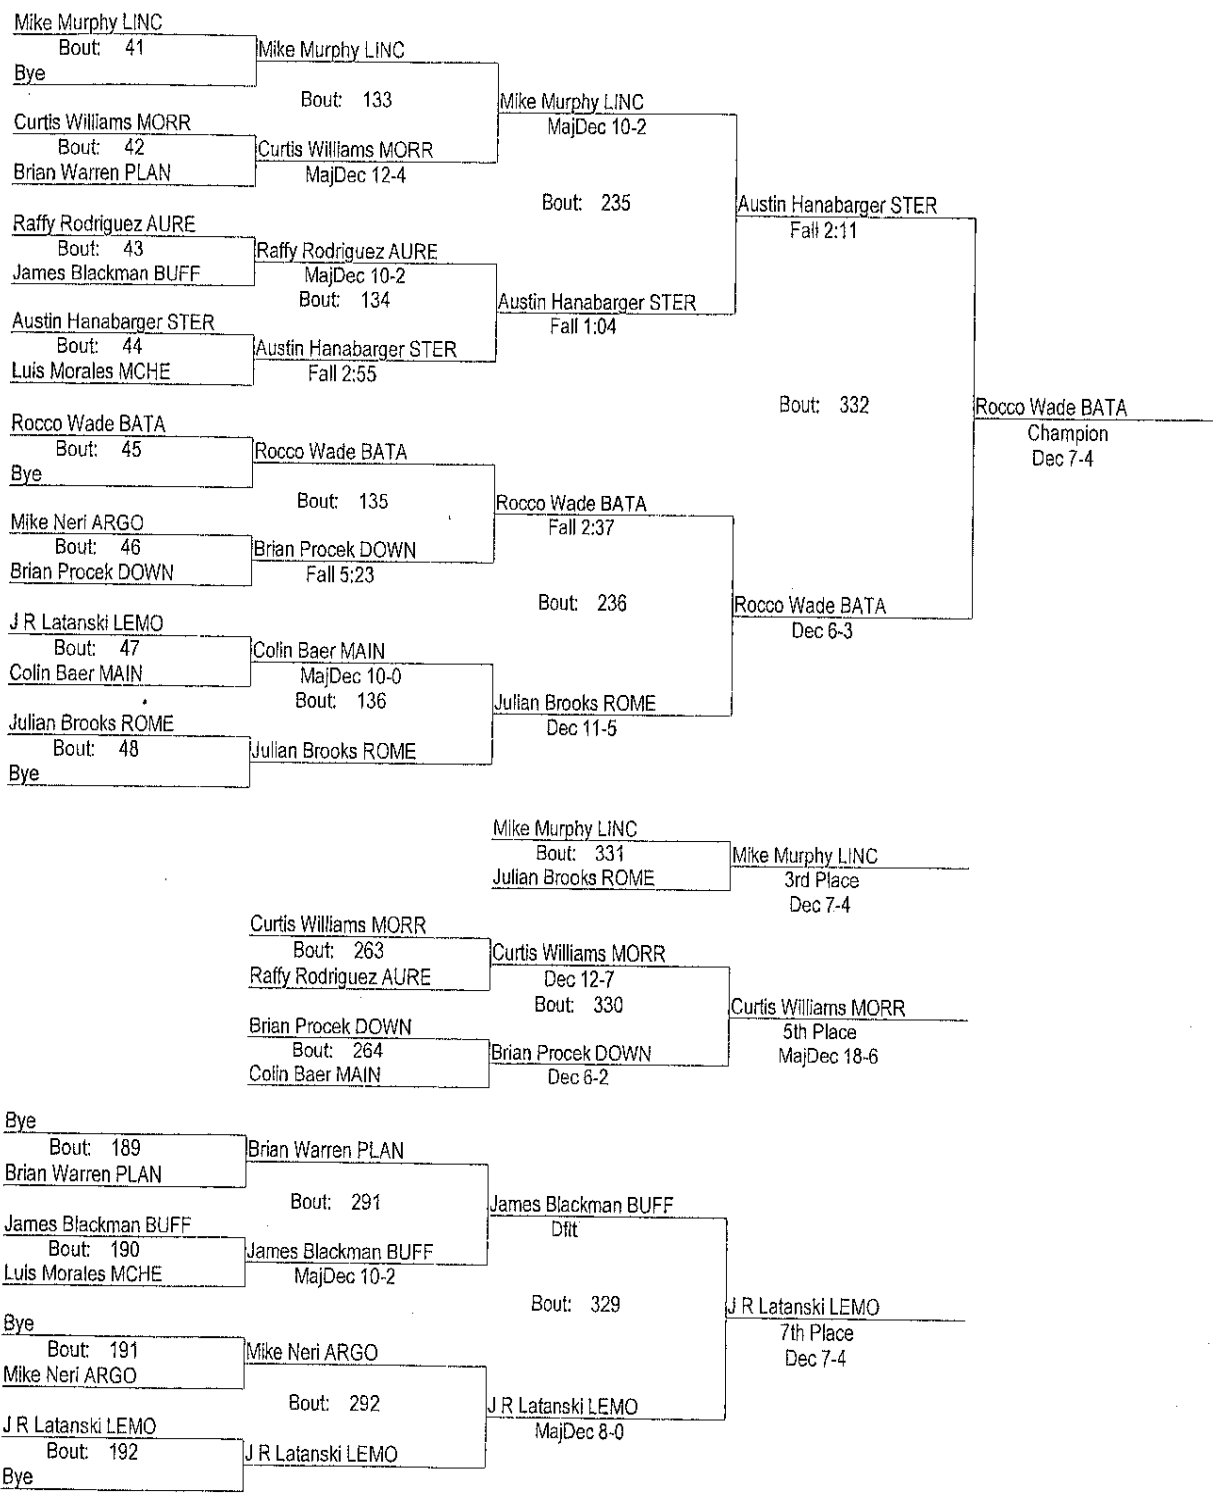 Mike Murphy LINC
Bout: 41
Bye
Mike Murphy LINC
Bout: 133
Curtis Williams MORR
Bout: 42
Brian Warren PLAN
Curtis Williams MORR
MajDec 12-4
Mike Murphy LINC
MajDec 10-2
Bout: 235
Raffy Rodriguez AURE
Bout: 43
James Blackman BUFF
Raffy Rodriguez AURE
MajDec 10-2
Bout: 134
Austin Hanabarger STER
Bout: 44
Luis Morales MCHE
Austin Hanabarger STER
Fall 2:55
Austin Hanabarger STER
Fall 1:04
Austin Hanabarger STER
Fall 2:11
Bout: 332
Rocco Wade BATA
Champion
Dec 7-4
Rocco Wade BATA
Bout: 45
Bye
Rocco Wade BATA
Bout: 135
Mike Neri ARGO
Bout: 46
Brian Procek DOWN
Brian Procek DOWN
Fall 5:23
Rocco Wade BATA
Fall 2:37
Bout: 236
Rocco Wade BATA
Dec 6-3
J R Latanski LEMO
Bout: 47
Colin Baer MAIN
Colin Baer MAIN
MajDec 10-0
Bout: 136
Julian Brooks ROME
Bout: 48
Bye
Julian Brooks ROME
Julian Brooks ROME
Dec 11-5
Mike Murphy LINC
Bout: 331
Julian Brooks ROME
Mike Murphy LINC
3rd Place
Dec 7-4
Curtis Williams MORR
Bout: 263
Raffy Rodriguez AURE
Curtis Williams MORR
Dec 12-7
Bout: 330
Brian Procek DOWN
Bout: 264
Colin Baer MAIN
Brian Procek DOWN
Dec 6-2
Curtis Williams MORR
5th Place
MajDec 18-6
Bye
Bout: 189
Brian Warren PLAN
Brian Warren PLAN
Bout: 291
James Blackman BUFF
Bout: 190
Luis Morales MCHE
James Blackman BUFF
MajDec 10-2
James Blackman BUFF
Dflt
Bout: 329
J R Latanski LEMO
7th Place
Dec 7-4
Bye
Bout: 191
Mike Neri ARGO
Mike Neri ARGO
Bout: 292
J R Latanski LEMO
Bout: 192
Bye
J R Latanski LEMO
J R Latanski LEMO
MajDec 8-0